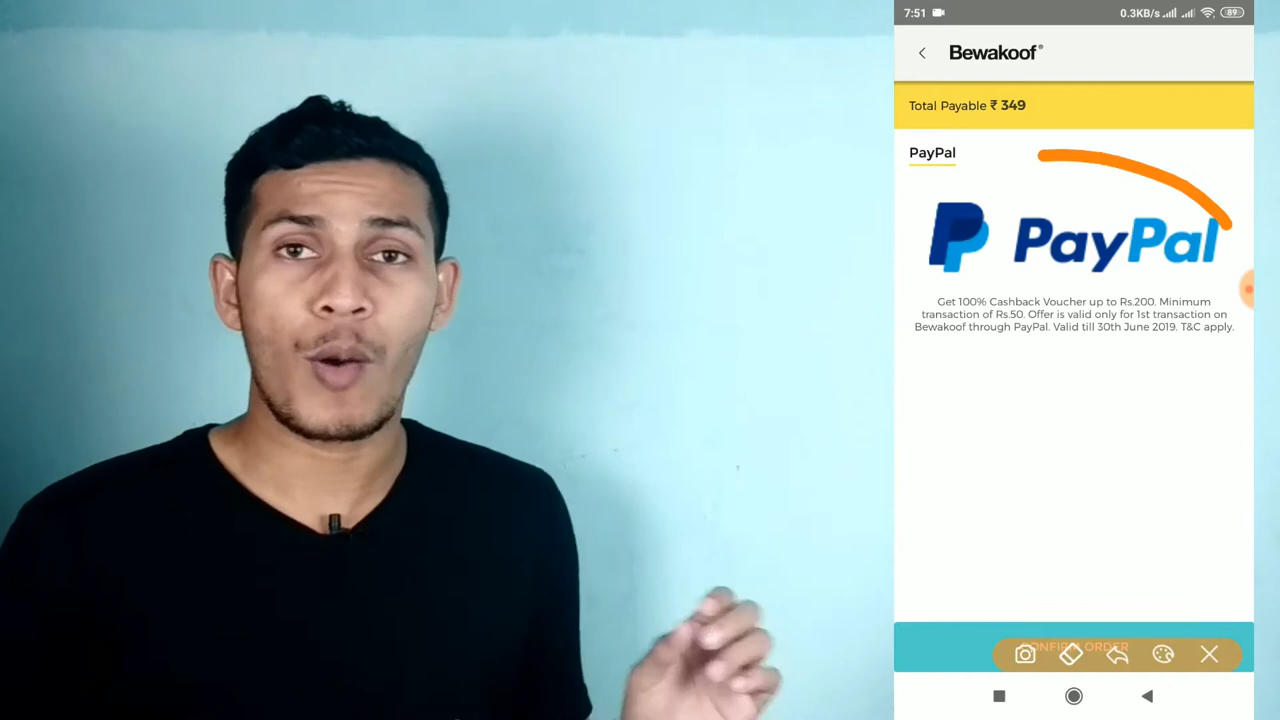 7:51
0.3KB/s
89
Bewakoof®
Total Payable ₹ 349
PayPal
PayPal
Get 100% Cashback Voucher up to Rs.200. Minimum
transaction of Rs.50. Offer is valid only for 1st transaction on
Bewakoof through PayPal. Valid till 30th June 2019. T&C apply.
CONFIRM ORDER